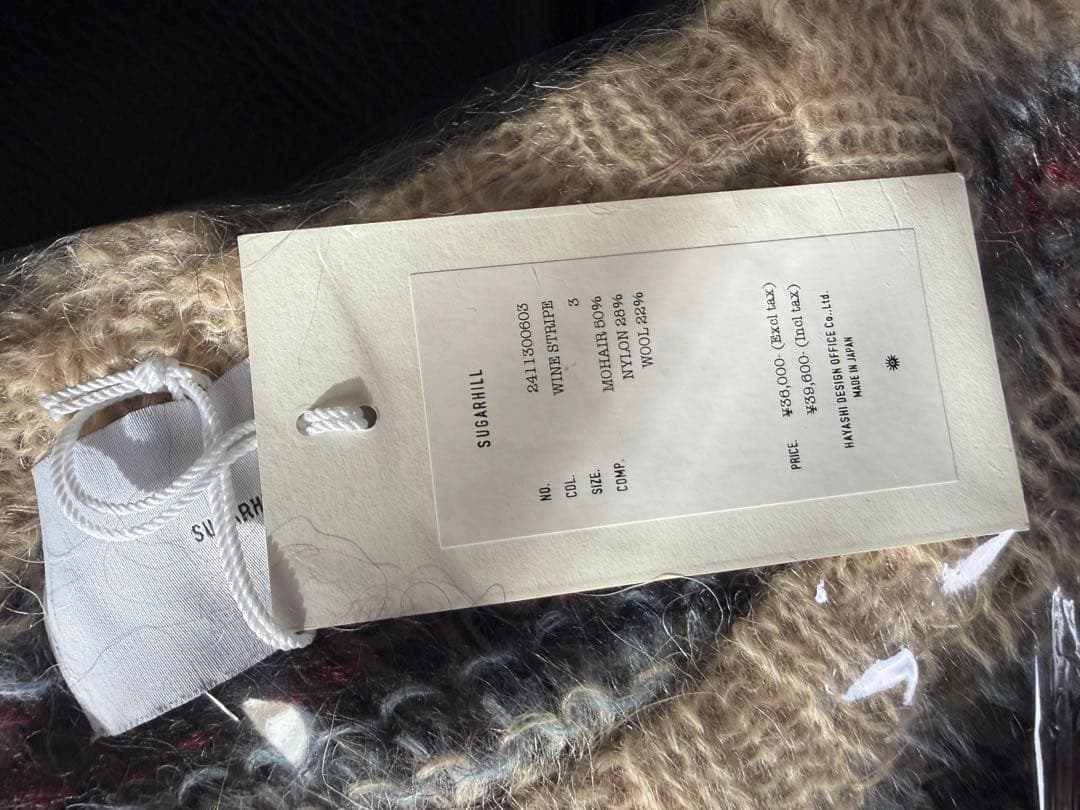 SUGARHILL
NO. 2411300603
COL. WINE STRIPE
SIZE. 3
COMP. MOHAIR 50%
NYLON 28%
WOOL 22%
PRICE. ¥36,000- (Excl tax)
¥39,600- (Incl tax)
HAYASHI DESIGN OFFICE Co.,Ltd.
MADE IN JAPAN